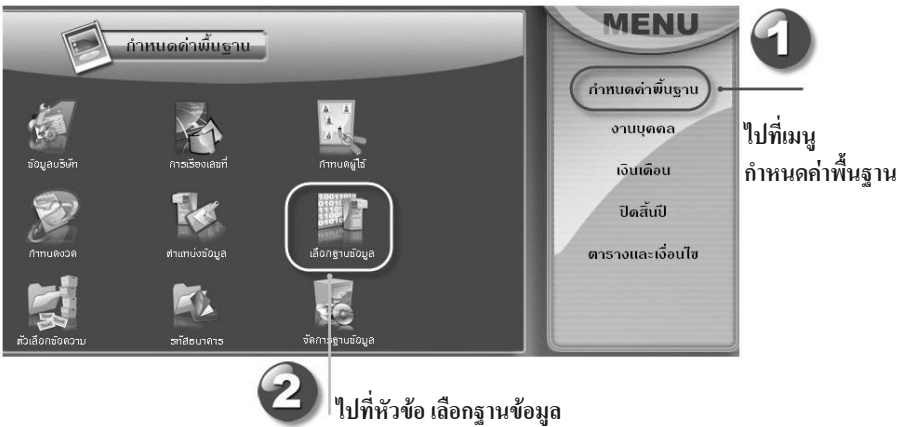 กำหนดค่าพื้นฐาน
ข้อมูลบริษัท
การเรียงเลขที่
กำหนดผู้ใช้
กำหนดงวด
ตำแหน่งข้อมูล
เลือกฐานข้อมูล
ตัวเลือกข้อความ
รหัสธนาคาร
จัดการฐานข้อมูล
MENU
กำหนดค่าพื้นฐาน
งานบุคคล
เงินเดือน
ปิดสิ้นปี
ตารางและเงื่อนไข
1
ไปที่เมนู
กำหนดค่าพื้นฐาน
2
ไปที่หัวข้อ เลือกฐานข้อมูล